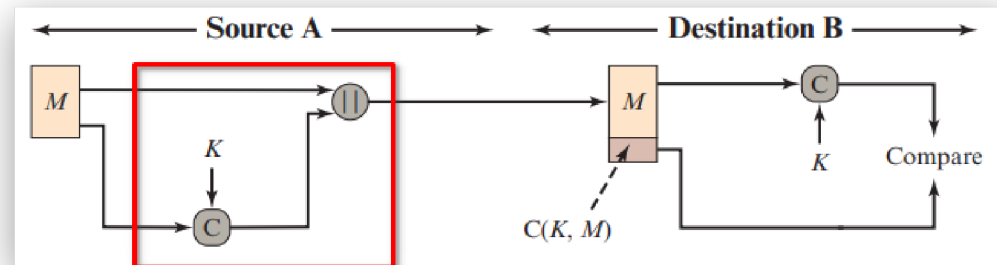 Source A
Destination B
M
||
K
C
M
C
K
Compare
C(K, M)